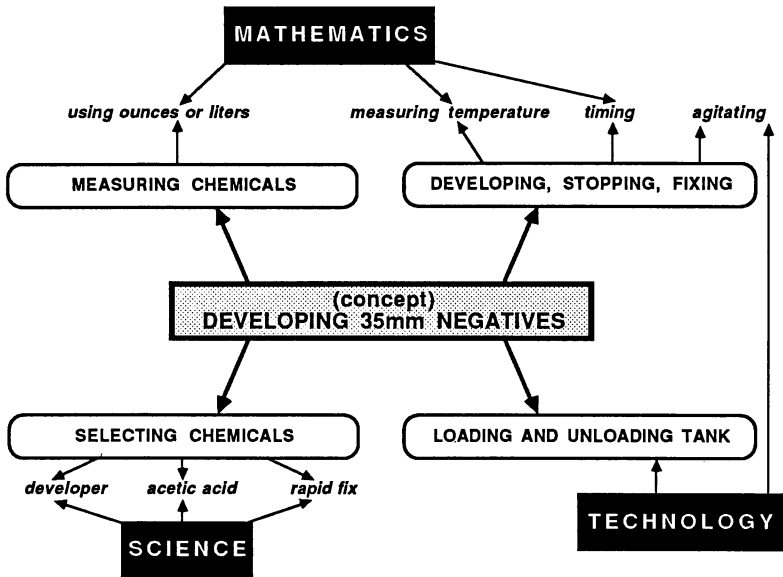 MATHEMATICS
using ounces or liters
measuring temperature
timing
agitating
MEASURING CHEMICALS
DEVELOPING, STOPPING, FIXING
(concept)
DEVELOPING 35mm NEGATIVES
SELECTING CHEMICALS
LOADING AND UNLOADING TANK
developer
acetic acid
rapid fix
TECHNOLOGY
SCIENCE